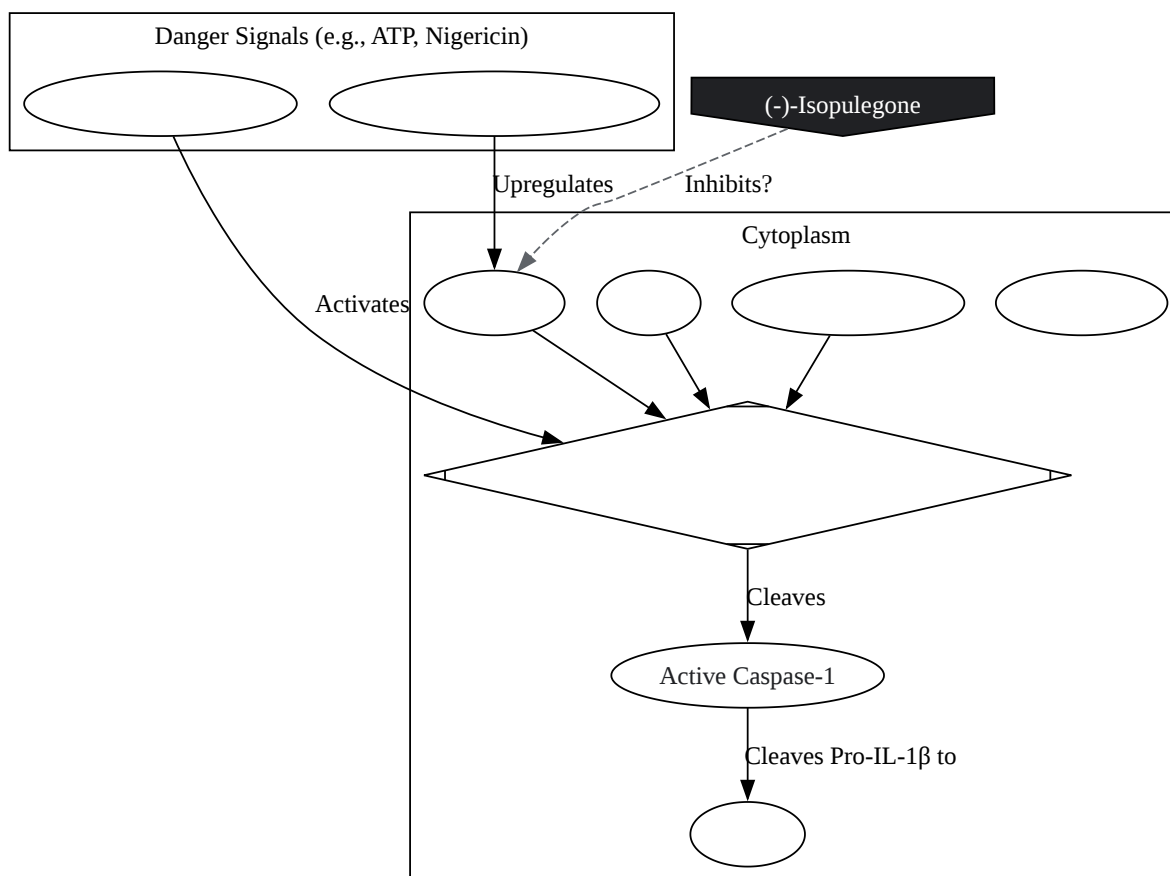 Danger Signals (e.g., ATP, Nigericin)
(-)-Isopulegone
Upregulates
Inhibits?
Cytoplasm
Activates
Cleaves
Active Caspase-1
Cleaves Pro-IL-1β to